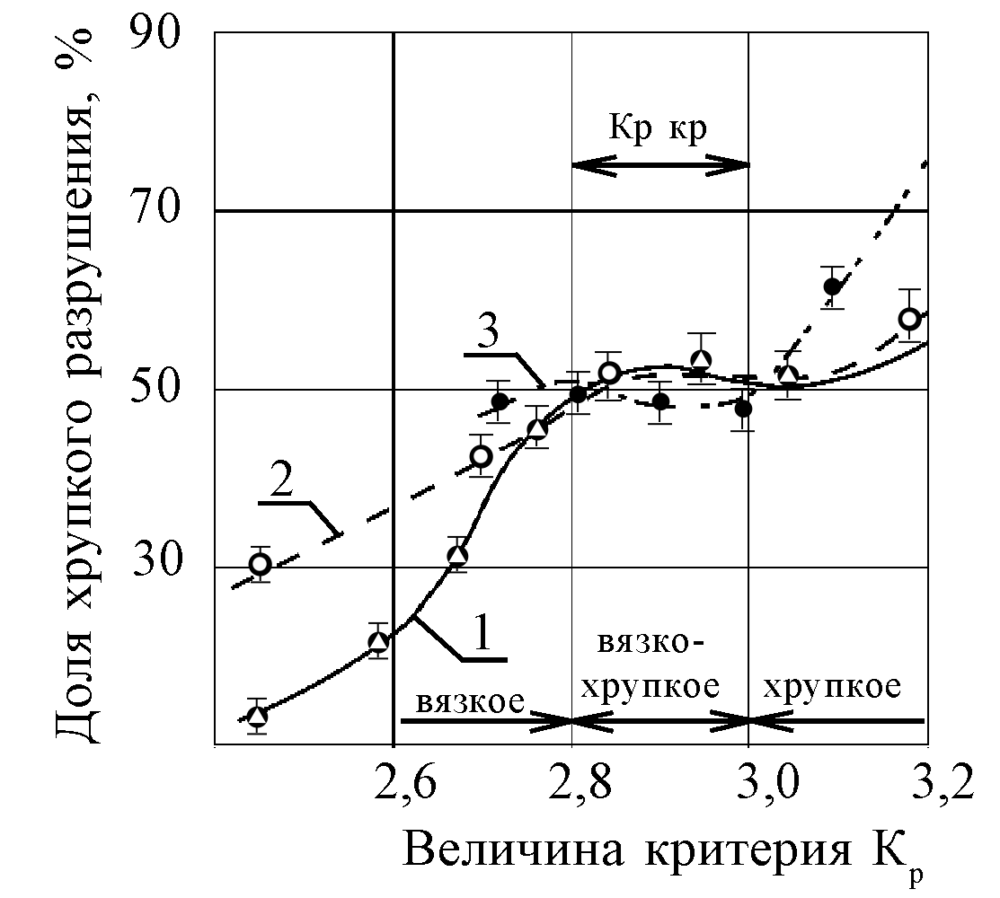 Доля хрупкого разрушения, %
90
70
50
30
Кр кр
3
2
1
вязкое
вязко-
хрупкое
хрупкое
2,6
2,8
3,0
3,2
Величина критерия Кр